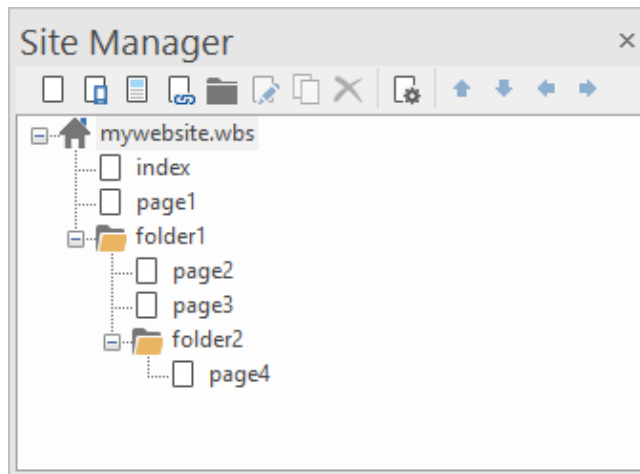 Site Manager
mywebsite.wbs
index
page1
folder1
page2
page3
folder2
page4